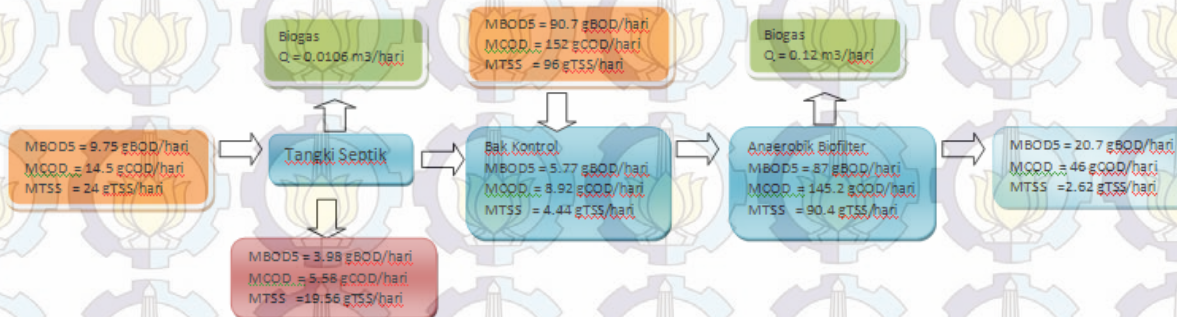 Biogas
Q = 0.0106 m3/hari
MBOD5 = 90.7 gBOD/hari
MCOD = 152 gCOD/hari
MTSS = 96 gTSS/hari
Biogas
Q = 0.12 m3/hari
MBOD5 = 9.75 gBOD/hari
MCOD = 14.5 gCOD/hari
MTSS = 24 gTSS/hari
Tangki Septik
Bak Kontrol
MBOD5 = 5.77 gBOD/hari
MCOD = 8.92 gCOD/hari
MTSS = 4.44 gTSS/hari
Anaerobik Biofilter
MBOD5 = 87 gBOD/hari
MCOD = 145.2 gCOD/hari
MTSS = 90.4 gTSS/hari
MBOD5 = 20.7 gBOD/hari
MCOD = 46 gCOD/hari
MTSS =2.62 gTSS/hari
MBOD5 = 3.98 gBOD/hari
MCOD = 5.58 gCOD/hari
MTSS =19.56 gTSS/hari